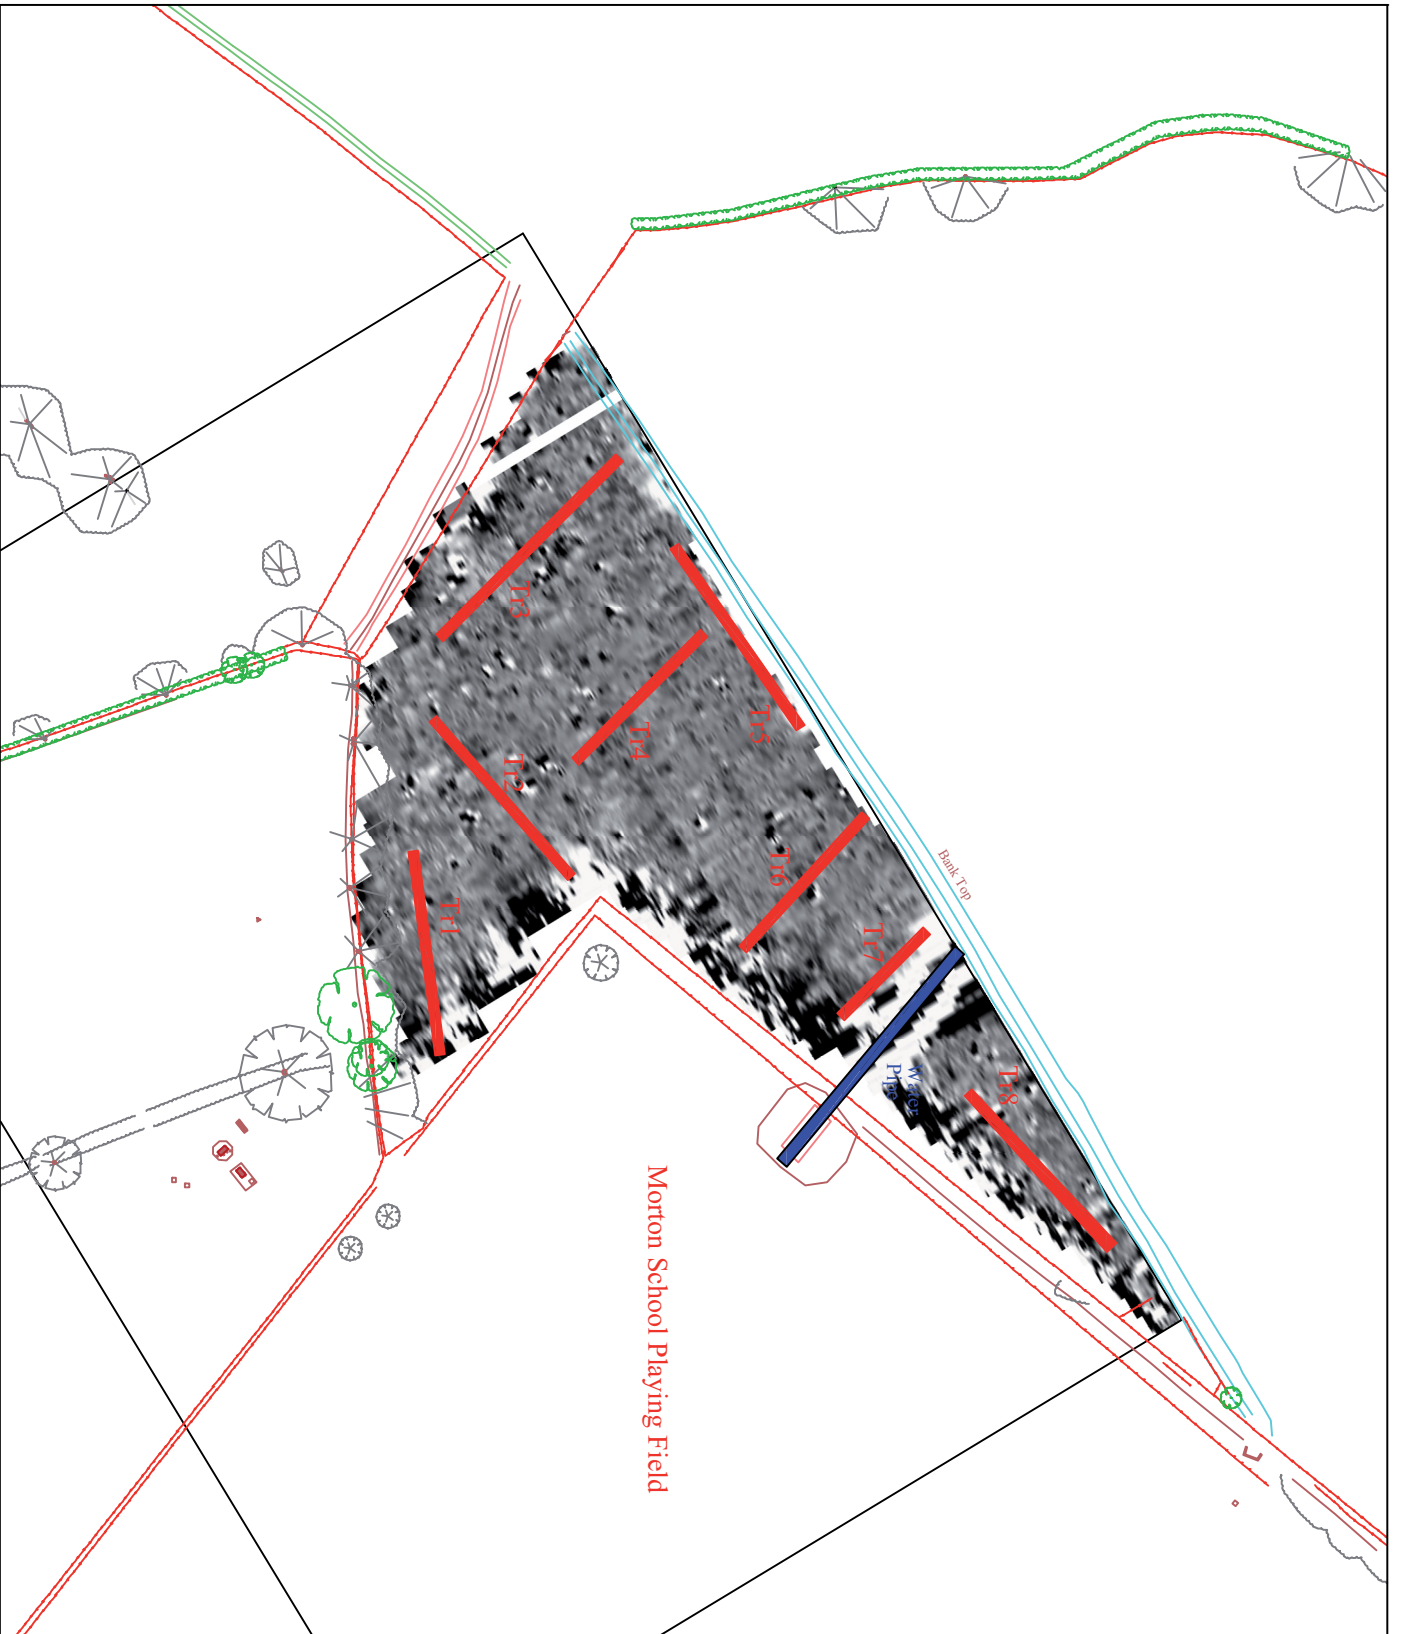 Tr3
Tr5
Tr4
Tr2
Tr6
Tr1
Tr7
Bank Top
Water
Pipe
Tr8
Morton School Playing Field